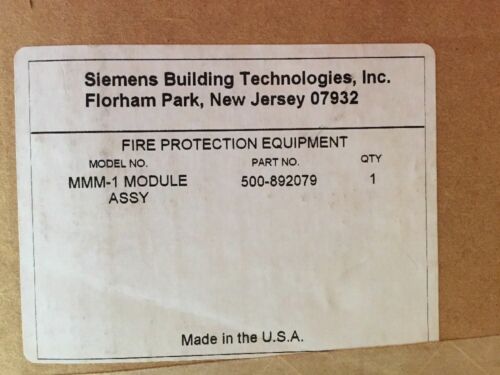 Siemens Building Technologies, Inc.
Florham Park, New Jersey 07932
FIRE PROTECTION EQUIPMENT
MODEL NO. PART NO. QTY
MMM-1 MODULE 500-892079 1
ASSY
Made in the U.S.A.